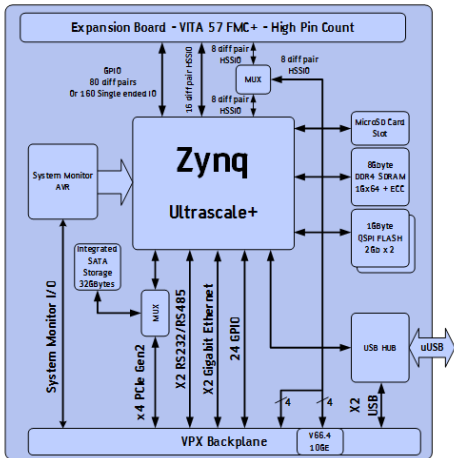 Expansion Board - VITA 57 FMC+ - High Pin Count
GPIO
80 diff pairs
Or 160 Single ended IO
16 diff pair HSSIO
8 diff pair
HSSIO
MUX
8 diff pair
HSSIO
8 diff pair
HSSIO
Zynq
Ultrascale+
System Monitor
AVR
MicroSD Card
Slot
8Gbyte
DDR4 SDRAM
1Gx64 + ECC
1GByte
QSPI FLASH
2Gb x 2
Integrated
SATA
Storage
32GBytes
MUX
System Monitor I/O
x4 PCIe Gen2
X2 RS232/RS485
X2 Gigabit Ethernet
24 GPIO
USB HUB
uUSB
X2
USB
4
4
VPX Backplane
V66.4
10GE